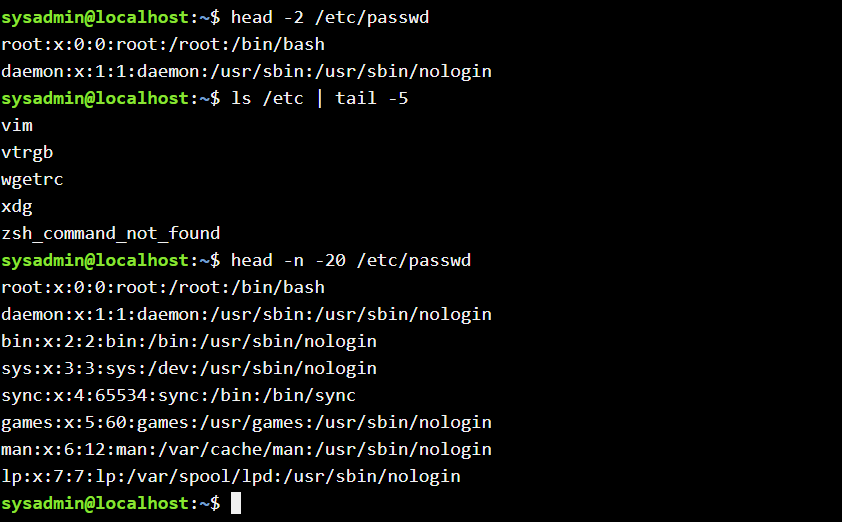 sysadmin@localhost:~$ head -2 /etc/passwd
root:x:0:0:root:/root:/bin/bash
daemon:x:1:1:daemon:/usr/sbin:/usr/sbin/nologin
sysadmin@localhost:~$ ls /etc | tail -5
vim
vtrgb
wgetrc
xdg
zsh_command_not_found
sysadmin@localhost:~$ head -n -20 /etc/passwd
root:x:0:0:root:/root:/bin/bash
daemon:x:1:1:daemon:/usr/sbin:/usr/sbin/nologin
bin:x:2:2:bin:/bin:/usr/sbin/nologin
sys:x:3:3:sys:/dev:/usr/sbin/nologin
sync:x:4:65534:sync:/bin:/bin/sync
games:x:5:60:games:/usr/games:/usr/sbin/nologin
man:x:6:12:man:/var/cache/man:/usr/sbin/nologin
lp:x:7:7:lp:/var/spool/lpd:/usr/sbin/nologin
sysadmin@localhost:~$